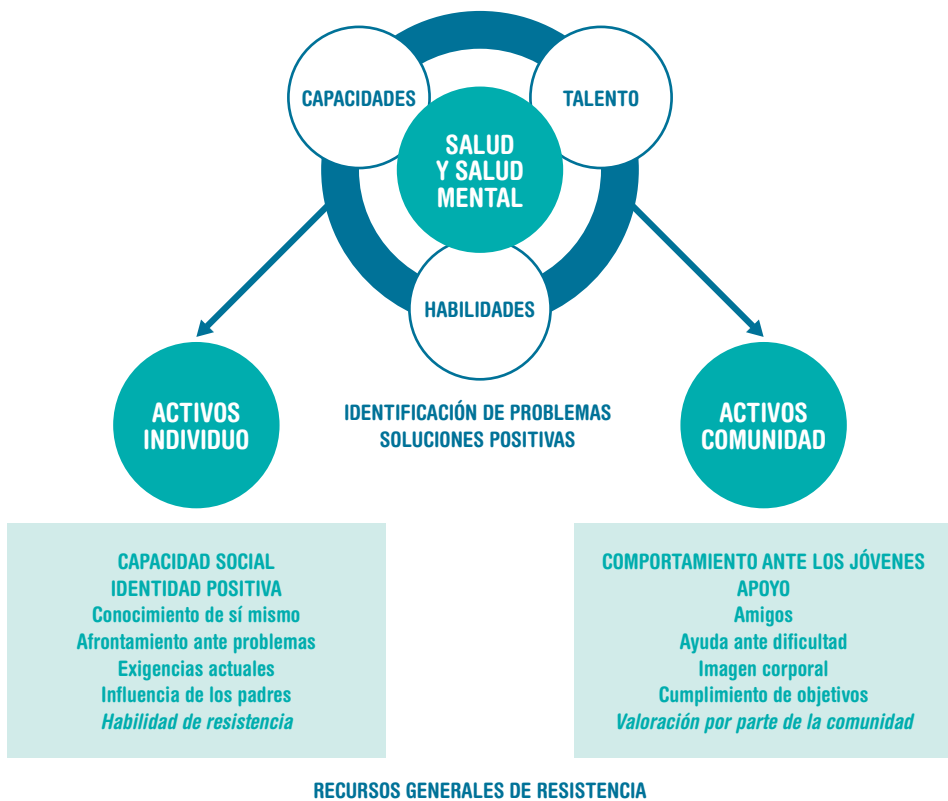 CAPACIDADES
TALENTO
SALUD
Y SALUD
MENTAL
HABILIDADES
ACTIVOS
INDIVIDUO
IDENTIFICACIÓN DE PROBLEMAS
SOLUCIONES POSITIVAS
ACTIVOS
COMUNIDAD
CAPACIDAD SOCIAL
IDENTIDAD POSITIVA
Conocimiento de sí mismo
Afrontamiento ante problemas
Exigencias actuales
Influencia de los padres
Habilidad de resistencia
COMPORTAMIENTO ANTE LOS JÓVENES
APOYO
Amigos
Ayuda ante dificultad
Imagen corporal
Cumplimiento de objetivos
Valoración por parte de la comunidad
RECURSOS GENERALES DE RESISTENCIA